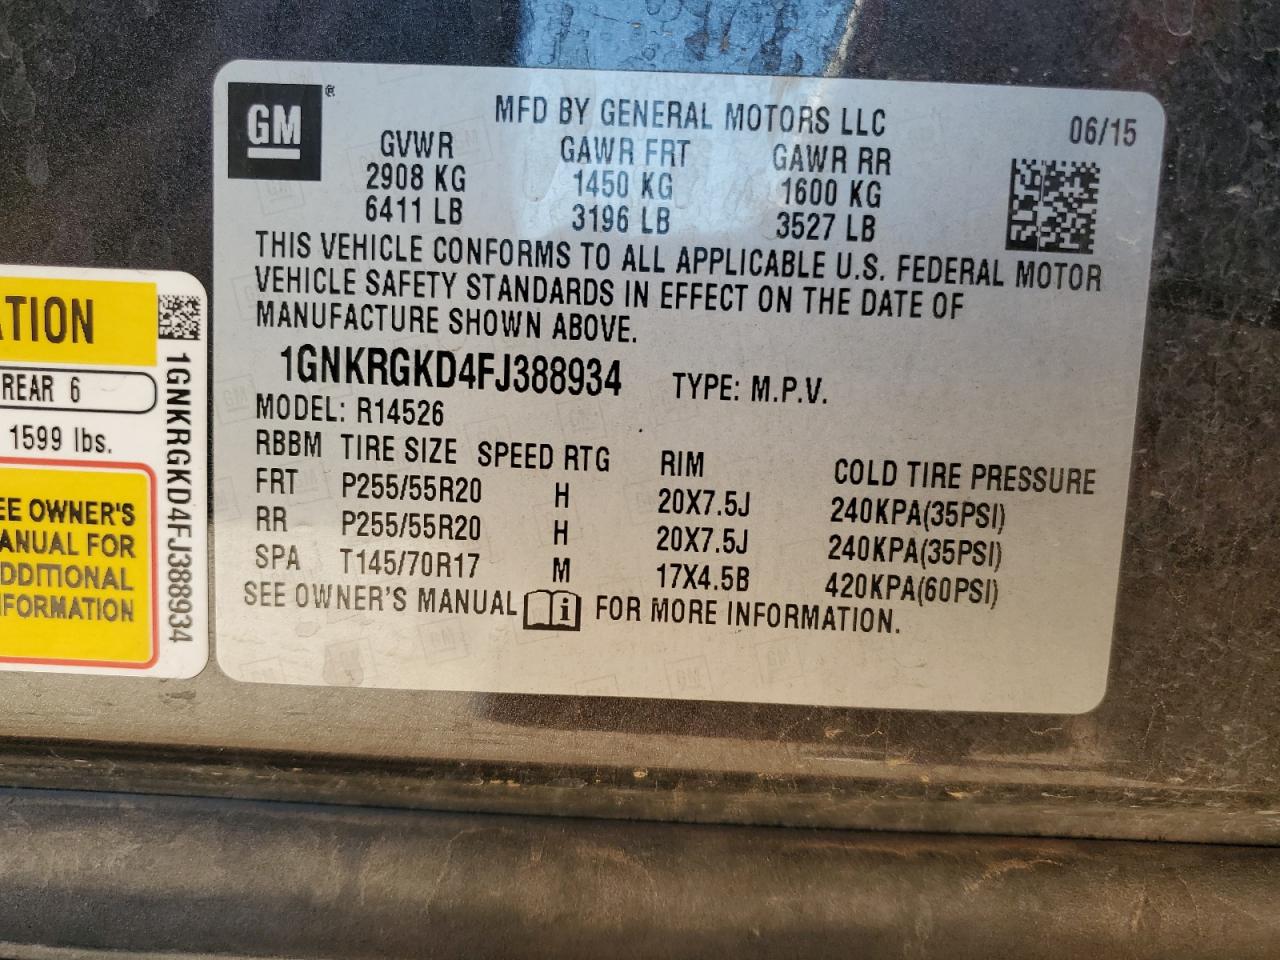 GM ®
MFD BY GENERAL MOTORS LLC 06/15
GVWR GAWR FRT GAWR RR
2908 KG 1450 KG 1600 KG
6411 LB 3196 LB 3527 LB
THIS VEHICLE CONFORMS TO ALL APPLICABLE U.S. FEDERAL MOTOR
VEHICLE SAFETY STANDARDS IN EFFECT ON THE DATE OF
MANUFACTURE SHOWN ABOVE.
1GNKRGKD4FJ388934 TYPE: M.P.V.
MODEL: R14526
RBBM TIRE SIZE SPEED RTG RIM COLD TIRE PRESSURE
FRT P255/55R20 H 20X7.5J 240KPA(35PSI)
RR P255/55R20 H 20X7.5J 240KPA(35PSI)
SPA T145/70R17 M 17X4.5B 420KPA(60PSI)
SEE OWNER'S MANUAL i FOR MORE INFORMATION.
ATION
REAR 6
1599 lbs.
EE OWNER'S
ANUAL FOR
DDITIONAL
NFORMATION
1GNKRGKD4FJ388934